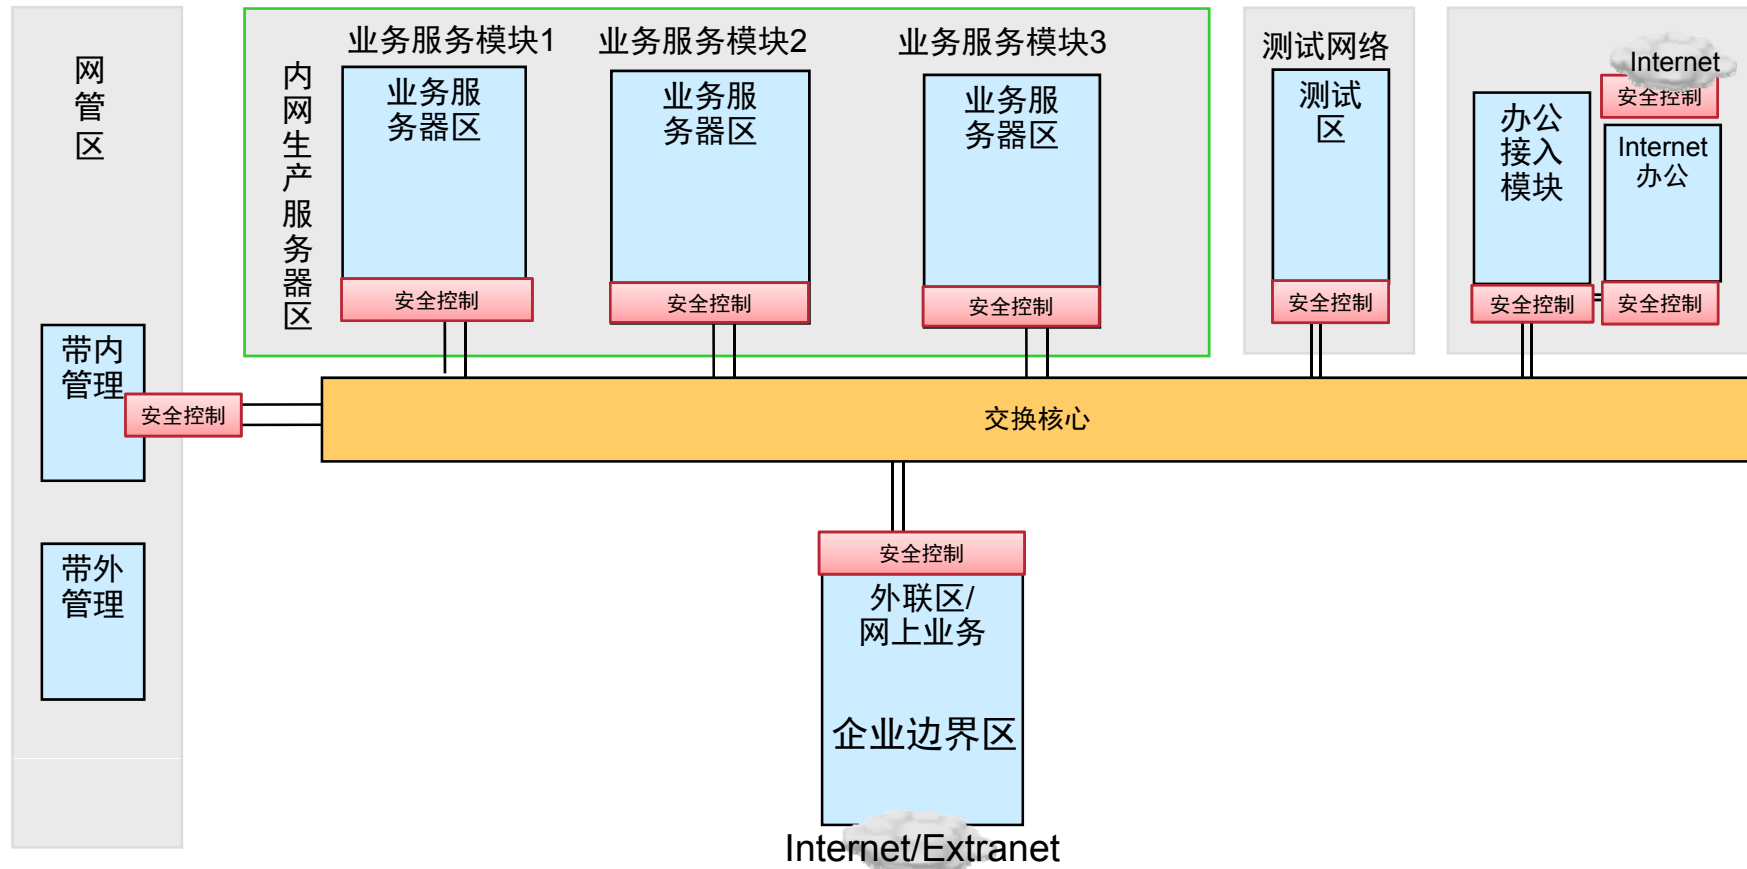 网
管
区
带内
管理
安全控制
带外
管理
内
网
生
产
服
务
器
区
业务服务模块1
业务服
务器区
安全控制
业务服务模块2
业务服
务器区
安全控制
业务服务模块3
业务服
务器区
安全控制
测试网络
测试
区
安全控制
办公
接入
模块
安全控制
Internet
安全控制
Internet
办公
安全控制
交换核心
安全控制
外联区/
网上业务
企业边界区
Internet/Extranet